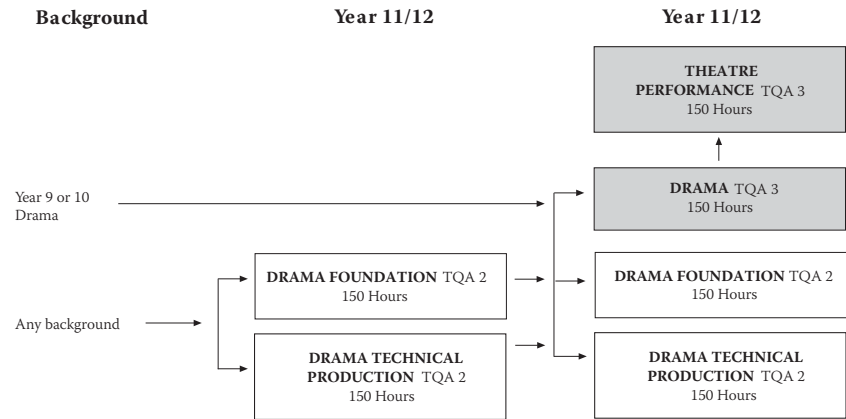 Background
Year 11/12
Year 11/12
THEATRE
PERFORMANCE TQA 3
150 Hours
Year 9 or 10
Drama
DRAMA TQA 3
150 Hours
Any background
DRAMA FOUNDATION TQA 2
150 Hours
DRAMA FOUNDATION TQA 2
150 Hours
DRAMA TECHNICAL
PRODUCTION TQA 2
150 Hours
DRAMA TECHNICAL
PRODUCTION TQA 2
150 Hours